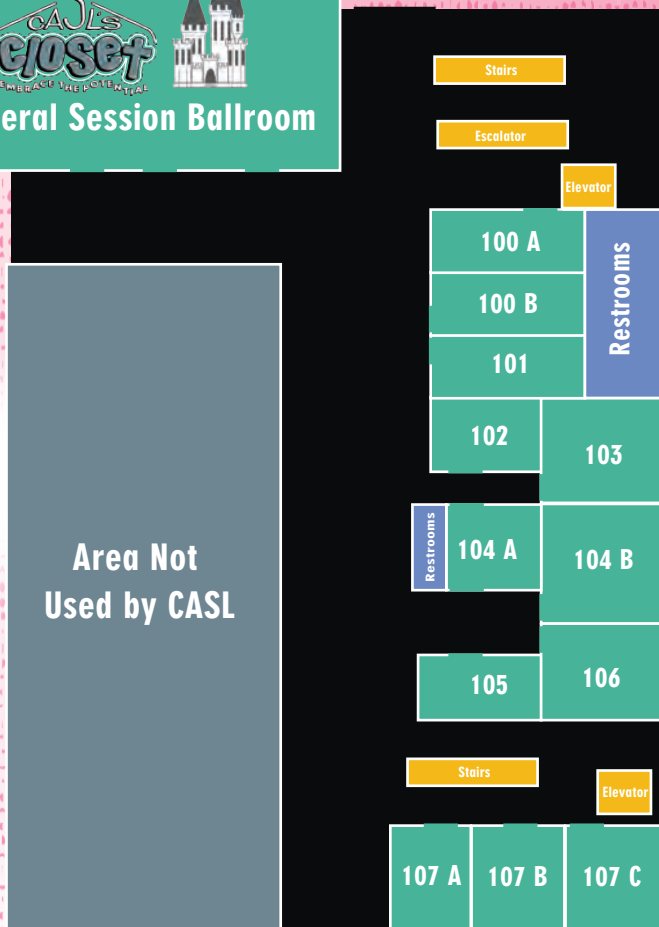 CAJL's
Closet
EMBRACE THE POTENTIAL
eral Session Ballroom
Stairs
Escalator
Elevator
100 A
Restrooms
100 B
101
102
103
Restrooms
104 A
104 B
Area Not
Used by CASL
105
106
Stairs
Elevator
107 A
107 B
107 C